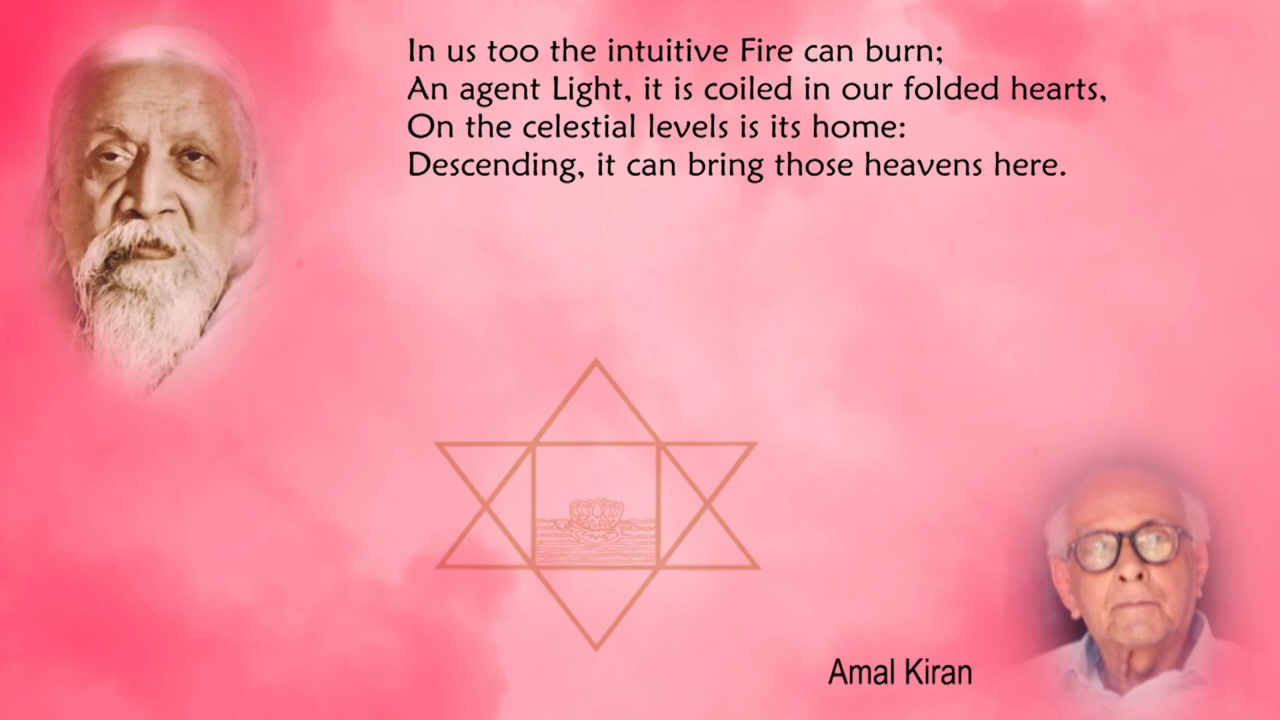 In us too the intuitive Fire can burn;
An agent Light, it is coiled in our folded hearts,
On the celestial levels is its home:
Descending, it can bring those heavens here.
Amal Kiran